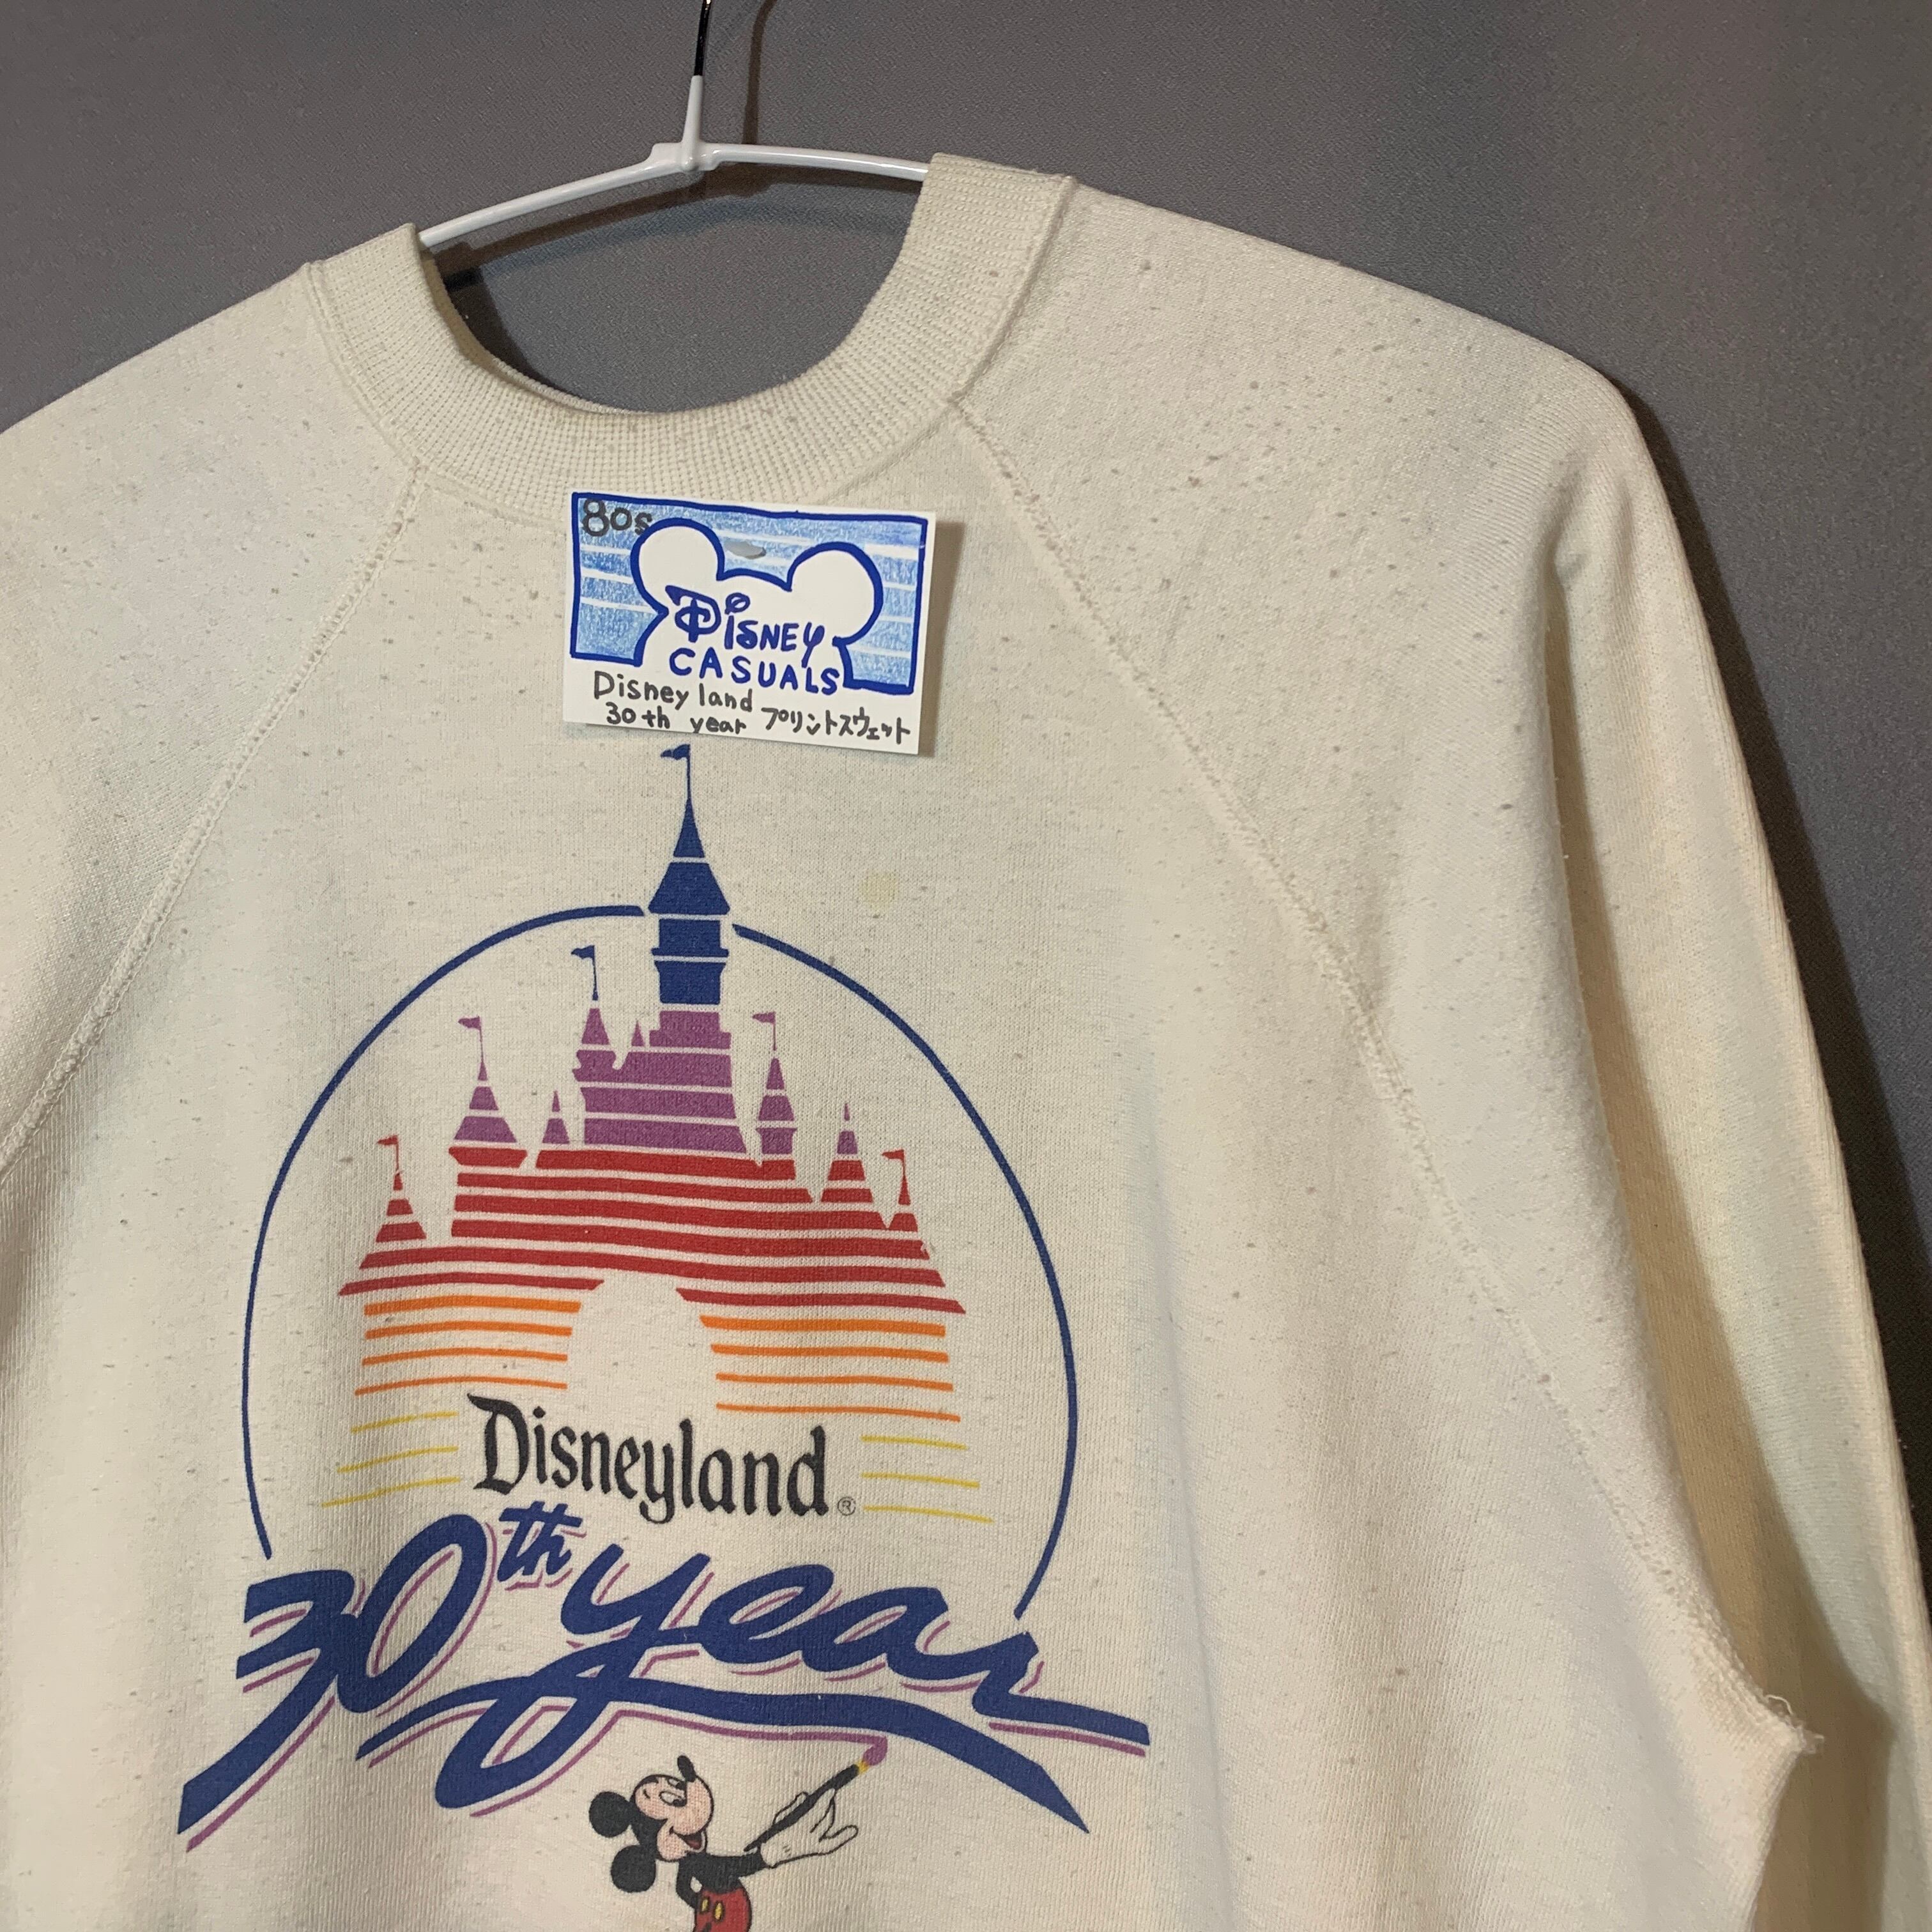 80s
Disney
CASUALS
Disney land
30th year プリントスウェット
Disneyland®
30th year